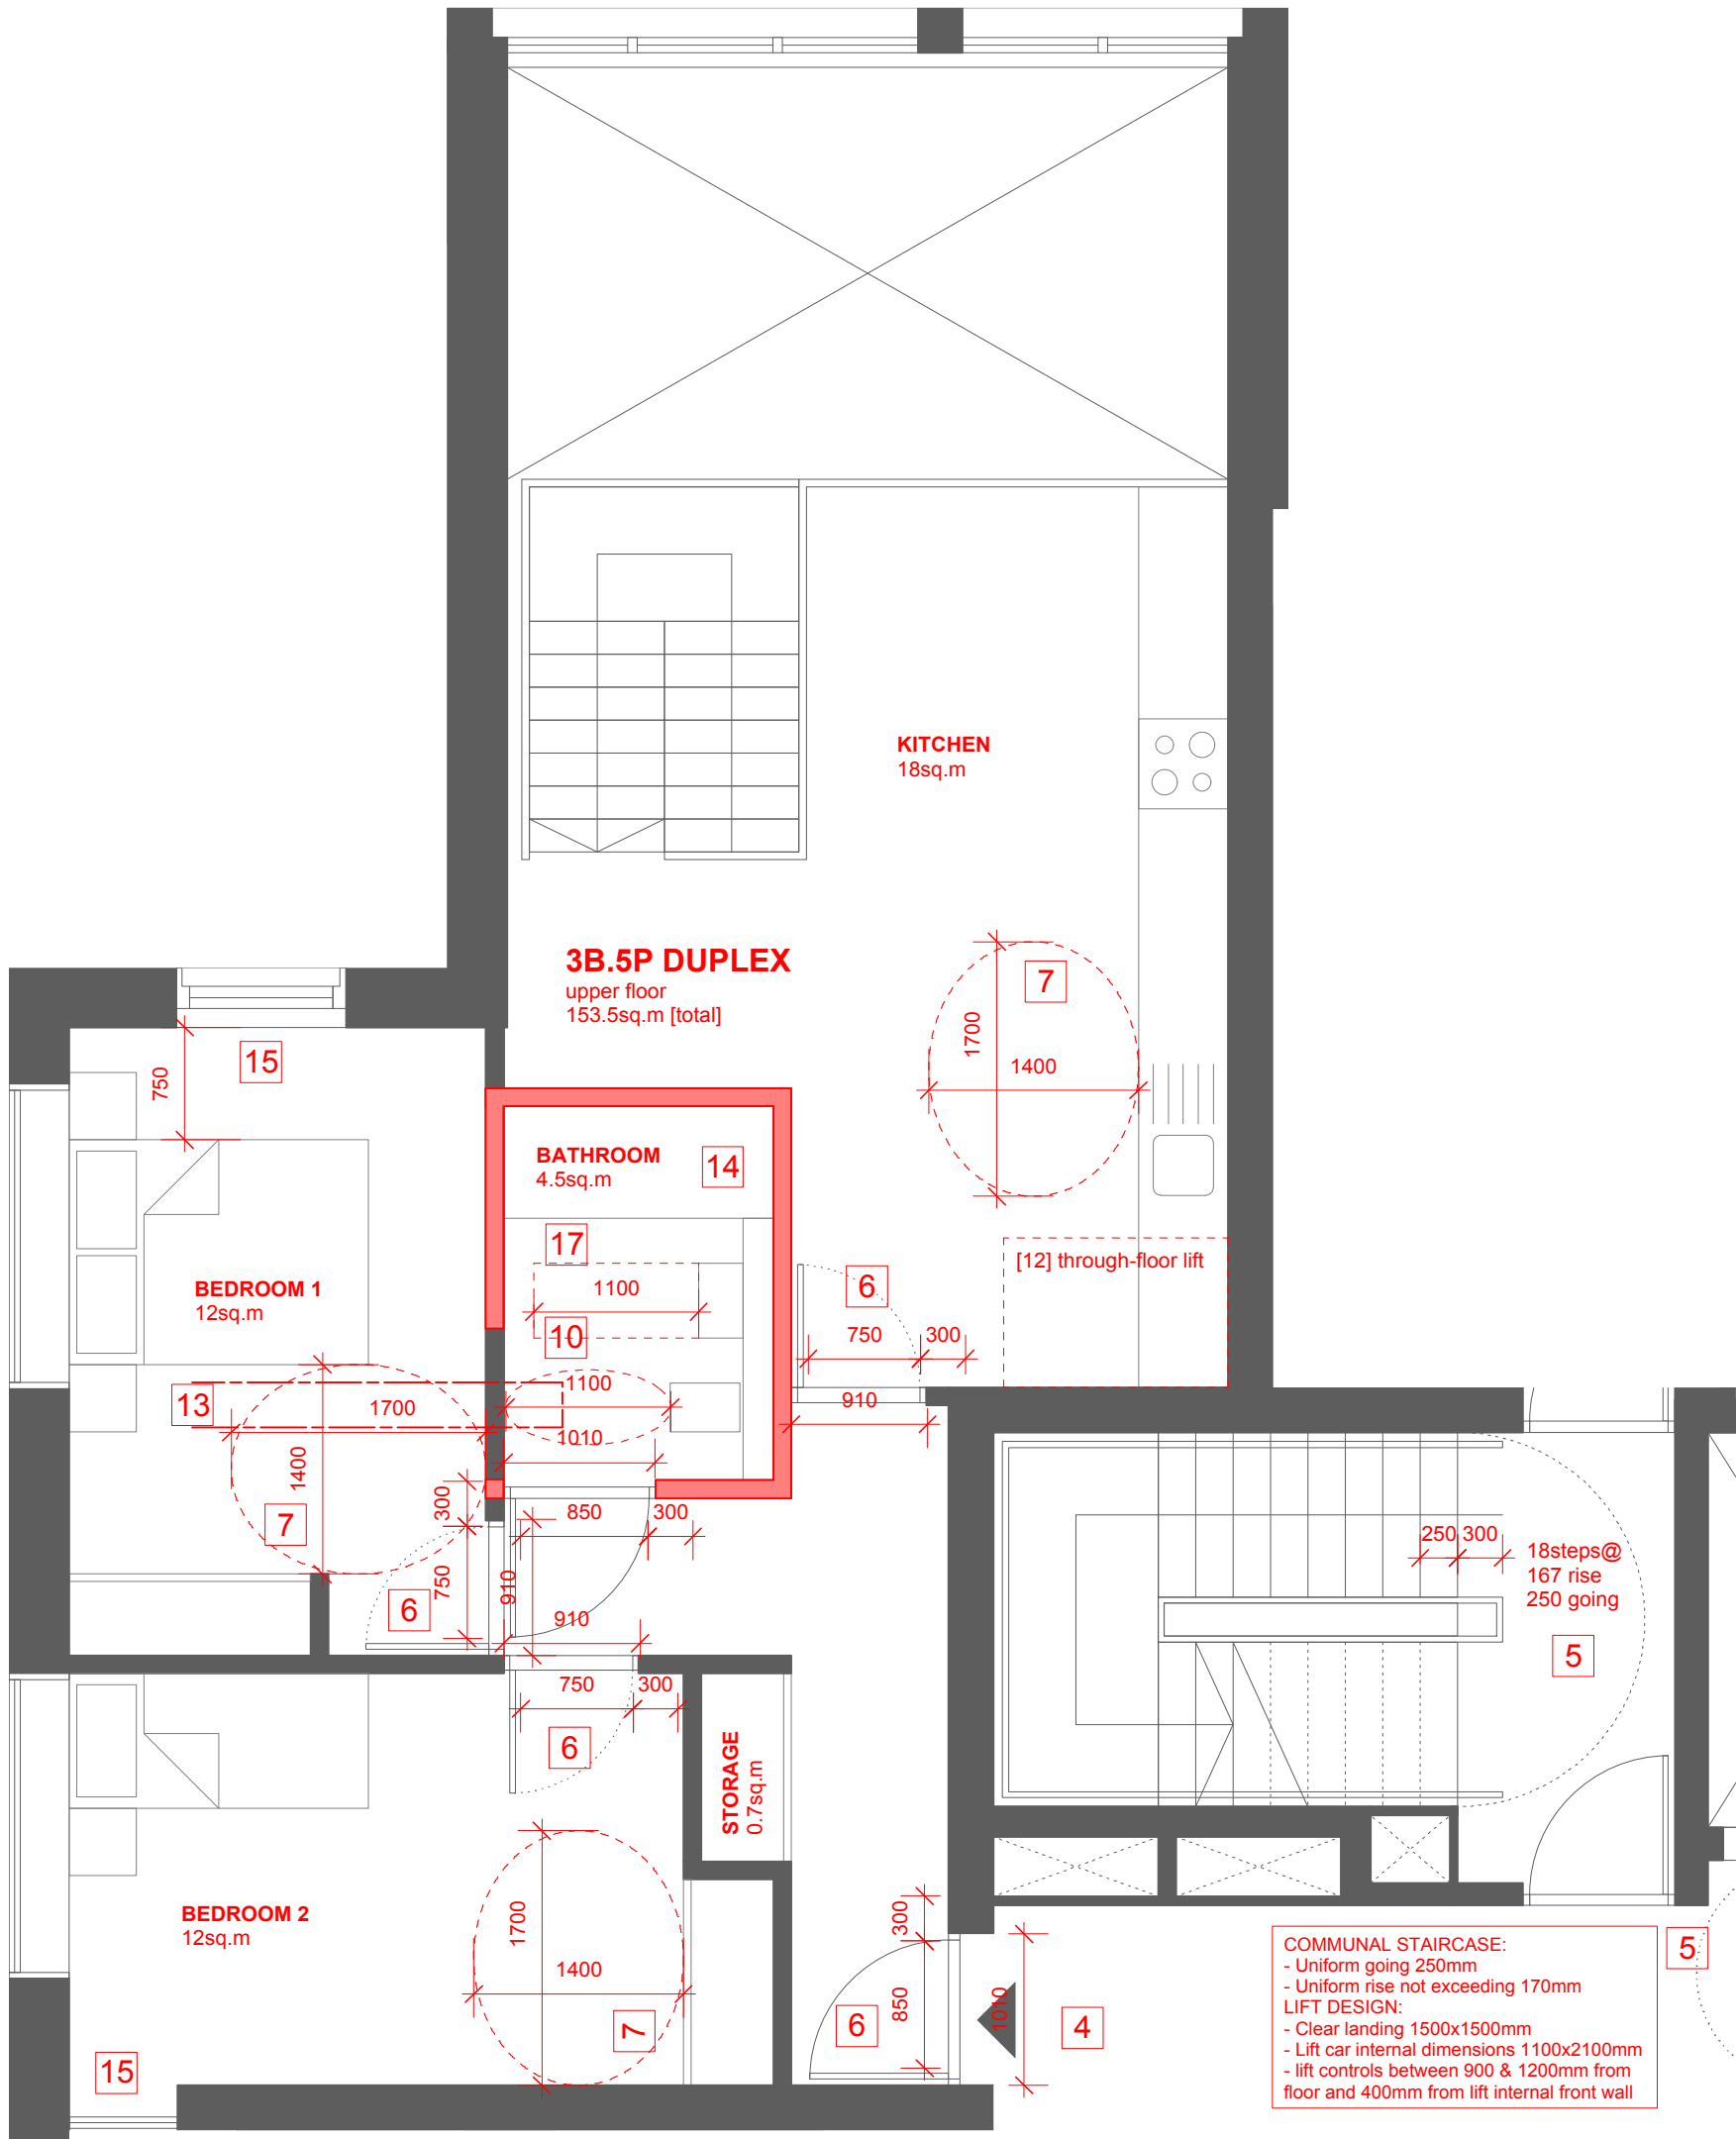 KITCHEN
18sq.m
3B.5P DUPLEX
upper floor
153.5sq.m [total]
7
1700
1400
15
750
BATHROOM
4.5sq.m
14
17
1100
10
1100
1010
BEDROOM 1
12sq.m
[12] through-floor lift
6
750
300
910
13
1700
1400
7
300
750
6
850
300
910
910
250
300
18steps@
167 rise
250 going
5
750
300
6
STORAGE
0.7sq.m
BEDROOM 2
12sq.m
1700
1400
7
15
300
850
6
1010
4
5
COMMUNAL STAIRCASE:
- Uniform going 250mm
- Uniform rise not exceeding 170mm
LIFT DESIGN:
- Clear landing 1500x1500mm
- Lift car internal dimensions 1100x2100mm
- lift controls between 900 & 1200mm from
floor and 400mm from lift internal front wall